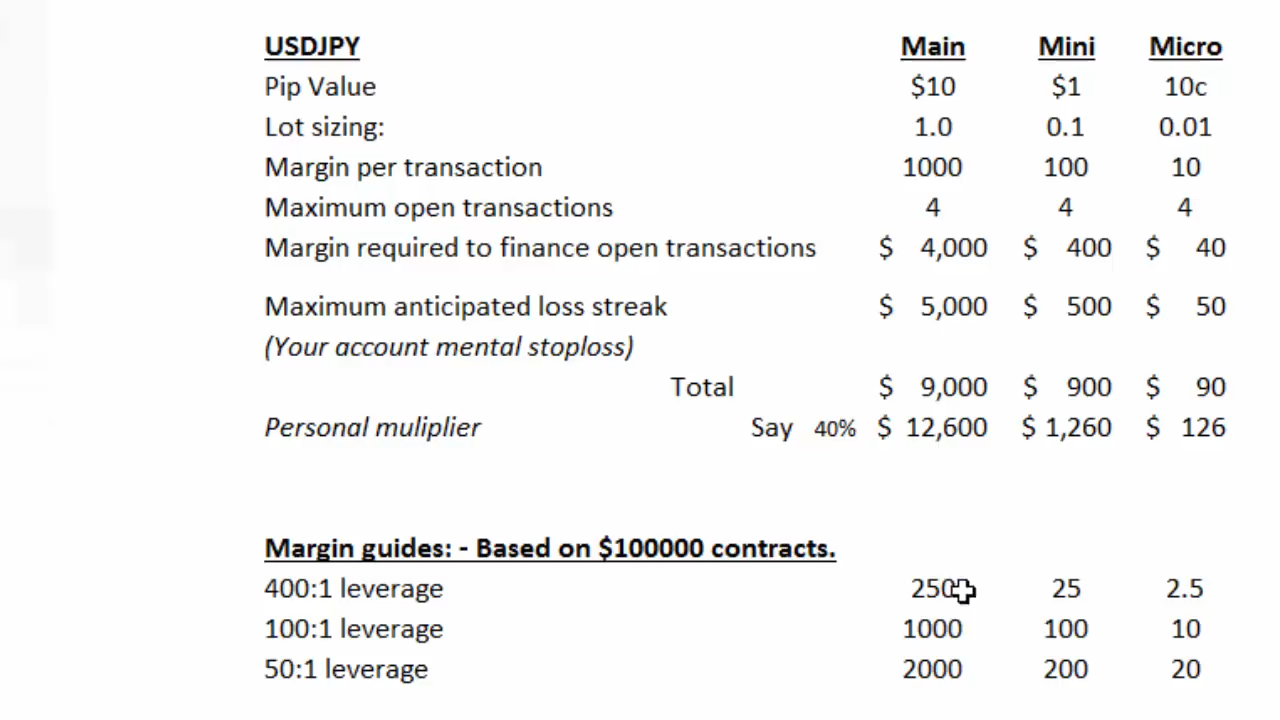 USDJPY Main Mini Micro
Pip Value $10 $1 10c
Lot sizing: 1.0 0.1 0.01
Margin per transaction 1000 100 10
Maximum open transactions 4 4 4
Margin required to finance open transactions $ 4,000 $ 400 $ 40
Maximum anticipated loss streak $ 5,000 $ 500 $ 50
(Your account mental stoploss)
Total $ 9,000 $ 900 $ 90
Personal muliplier Say 40% $ 12,600 $ 1,260 $ 126
Margin guides: - Based on $100000 contracts.
400:1 leverage 250 25 2.5
100:1 leverage 1000 100 10
50:1 leverage 2000 200 20